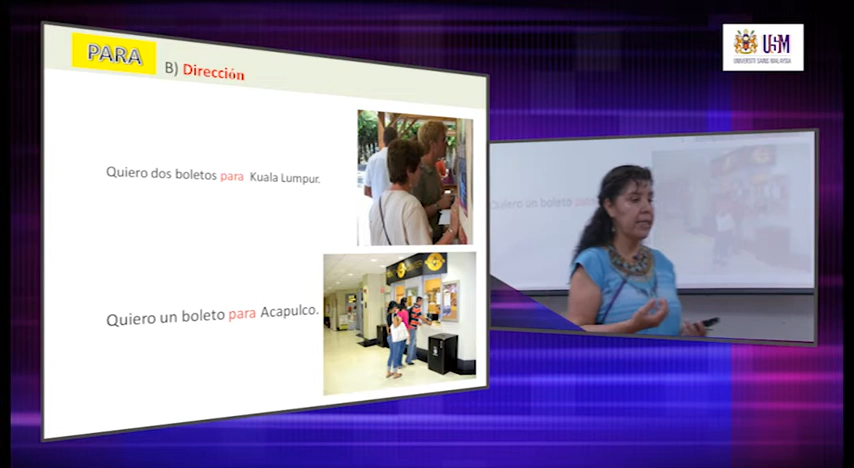 PARA
B) Dirección
Quiero dos boletos para Kuala Lumpur.
Quiero un boleto para Acapulco.
USM
UNIVERSITI SAINS MALAYSIA
Quiero un boleto para